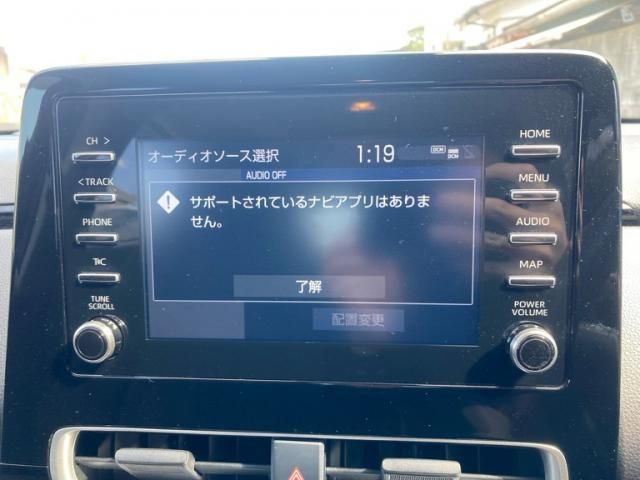 CH >
< TRACK
PHONE
T:C
TUNE
SCROLL
オーディオソース選択
1:19
DCM
DCM
AUDIO OFF
サポートされているナビアプリはありま
せん。
了解
配置変更
HOME
MENU
AUDIO
MAP
POWER
VOLUME